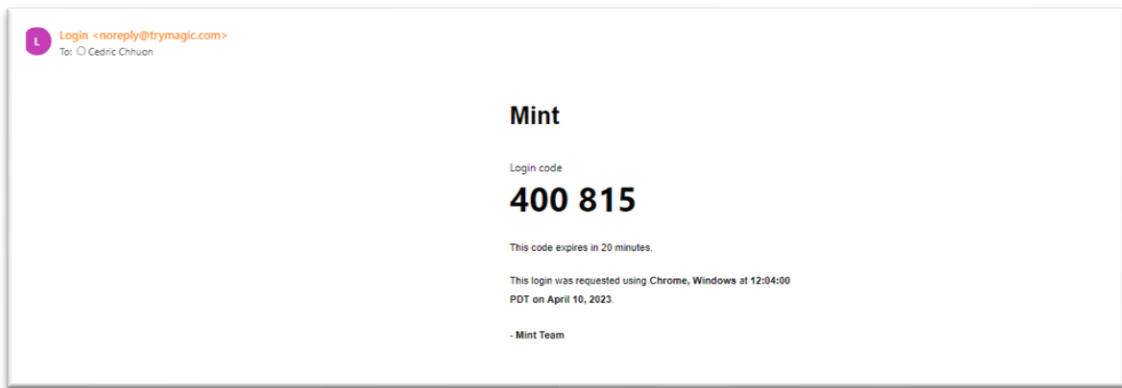 L
Login <noreply@trymagic.com>
To: Cedric Chhuon
Mint
Login code
400 815
This code expires in 20 minutes.
This login was requested using Chrome, Windows at 12:04:00
PDT on April 10, 2023.
- Mint Team